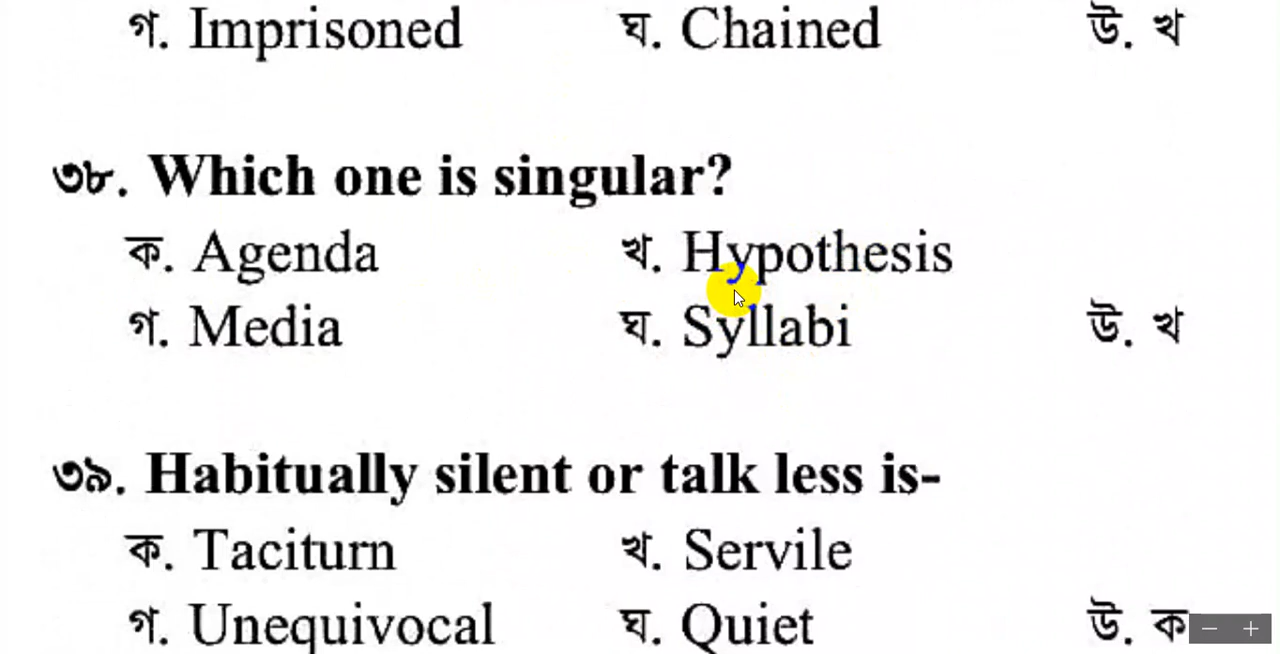 গ. Imprisoned ঘ. Chained উ. খ
৩৮. Which one is singular?
ক. Agenda খ. Hypothesis
গ. Media ঘ. Syllabi উ. খ
৩৯. Habitually silent or talk less is-
ক. Taciturn খ. Servile
গ. Unequivocal ঘ. Quiet উ. ক